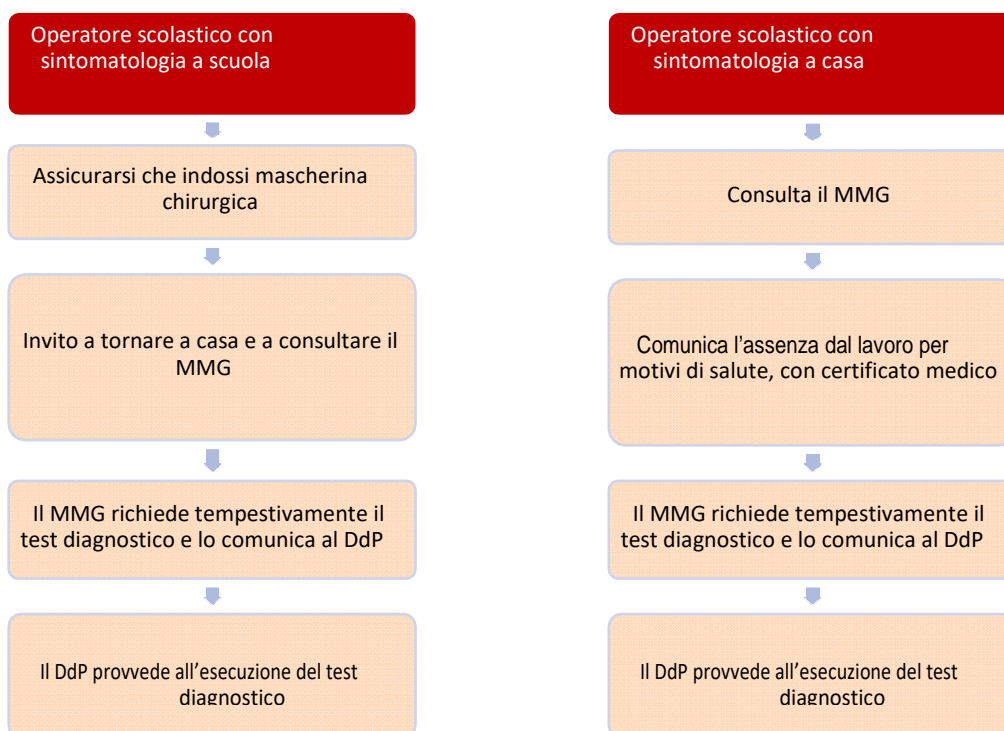 Operatore scolastico con
sintomatologia a scuola
Assicurarsi che indossi mascherina
chirurgica
Invito a tornare a casa e a consultare il
MMG
Il MMG richiede tempestivamente il
test diagnostico e lo comunica al DdP
Il DdP provvede all’esecuzione del test
diagnostico
Operatore scolastico con
sintomatologia a casa
Consulta il MMG
Comunica l’assenza dal lavoro per
motivi di salute, con certificato medico
Il MMG richiede tempestivamente il
test diagnostico e lo comunica al DdP
Il DdP provvede all’esecuzione del test
diagnostico